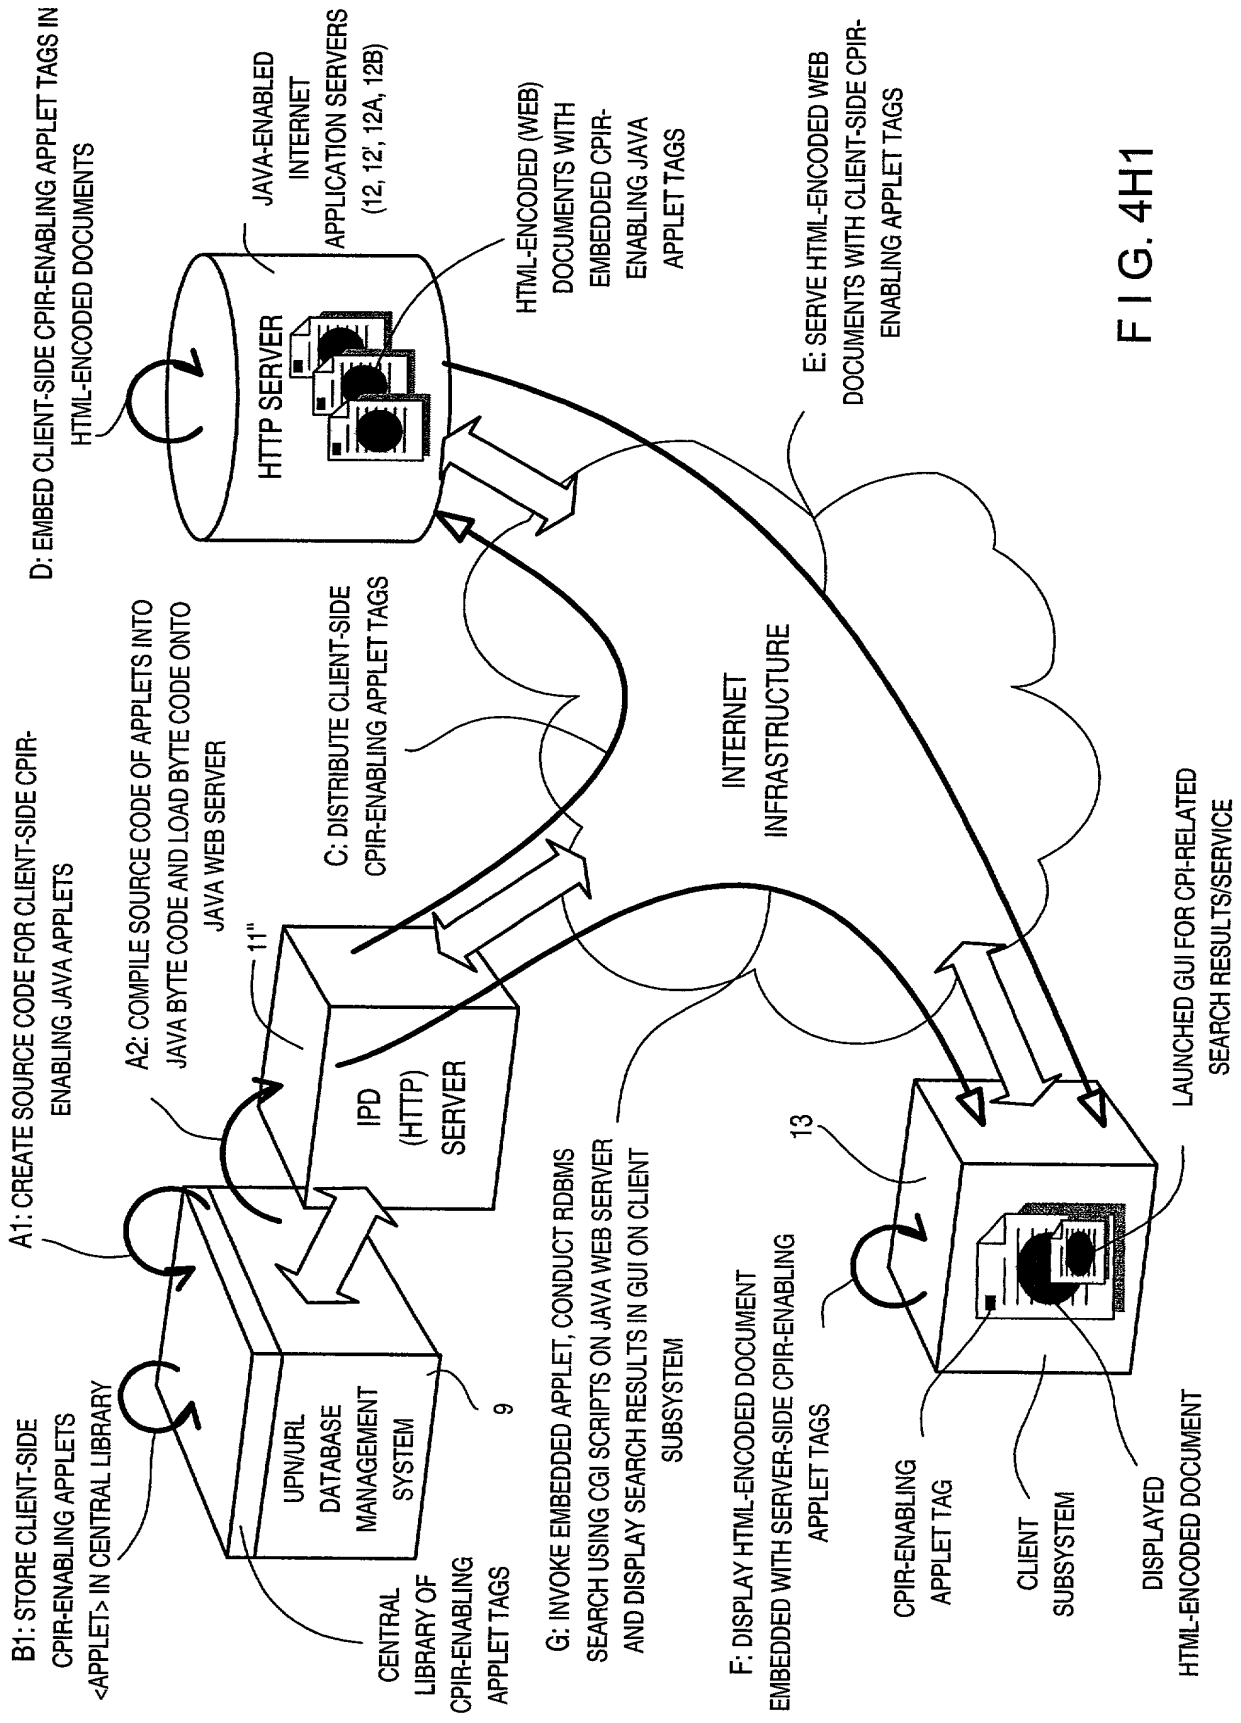 B1: STORE CLIENT-SIDE
CPIR-ENABLING APPLETS
<APPLET> IN CENTRAL LIBRARY
A1: CREATE SOURCE CODE FOR CLIENT-SIDE CPIR-
ENABLING JAVA APPLETS
A2: COMPILE SOURCE CODE OF APPLETS INTO
JAVA BYTE CODE AND LOAD BYTE CODE ONTO
JAVA WEB SERVER
D: EMBED CLIENT-SIDE CPIR-ENABLING APPLET TAGS IN
HTML-ENCODED DOCUMENTS
JAVA-ENABLED
INTERNET
APPLICATION SERVERS
(12, 12', 12A, 12B)
HTTP SERVER
HTML-ENCODED (WEB)
DOCUMENTS WITH
EMBEDDED CPIR-
ENABLING JAVA
APPLET TAGS
C: DISTRIBUTE CLIENT-SIDE
CPIR-ENABLING APPLET TAGS
11"
IPD
(HTTP)
SERVER
UPN/URL
DATABASE
MANAGEMENT
SYSTEM
9
CENTRAL
LIBRARY OF
CPIR-ENABLING
APPLET TAGS
G: INVOKE EMBEDDED APPLET, CONDUCT RDBMS
SEARCH USING CGI SCRIPTS ON JAVA WEB SERVER
AND DISPLAY SEARCH RESULTS IN GUI ON CLIENT
SUBSYSTEM
INTERNET
INFRASTRUCTURE
E: SERVE HTML-ENCODED WEB
DOCUMENTS WITH CLIENT-SIDE CPIR-
ENABLING APPLET TAGS
F: DISPLAY HTML-ENCODED DOCUMENT
EMBEDDED WITH SERVER-SIDE CPIR-ENABLING
APPLET TAGS
13
CPIR-ENABLING
APPLET TAG
CLIENT
SUBSYSTEM
DISPLAYED
HTML-ENCODED DOCUMENT
LAUNCHED GUI FOR CPI-RELATED
SEARCH RESULTS/SERVICE
FIG. 4H1